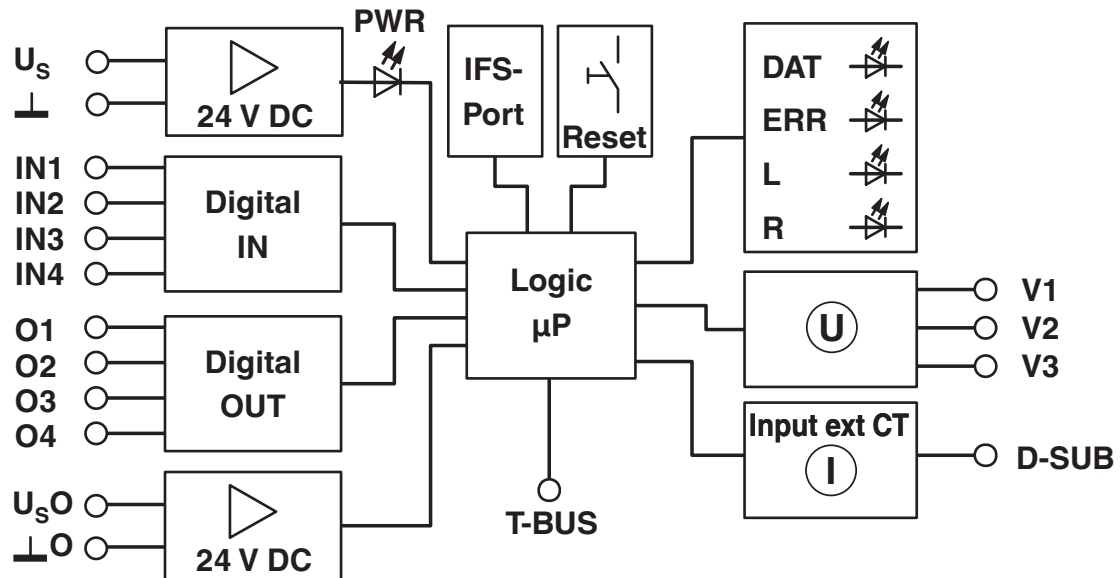 PWR
U_S
24 V DC
IFS-
Port
Reset
DAT
ERR
L
R
IN1
IN2
IN3
IN4
Digital
IN
Logic
µP
O1
O2
O3
O4
Digital
OUT
U
V1
V2
V3
Input ext CT
I
D-SUB
U_SO
O
24 V DC
T-BUS